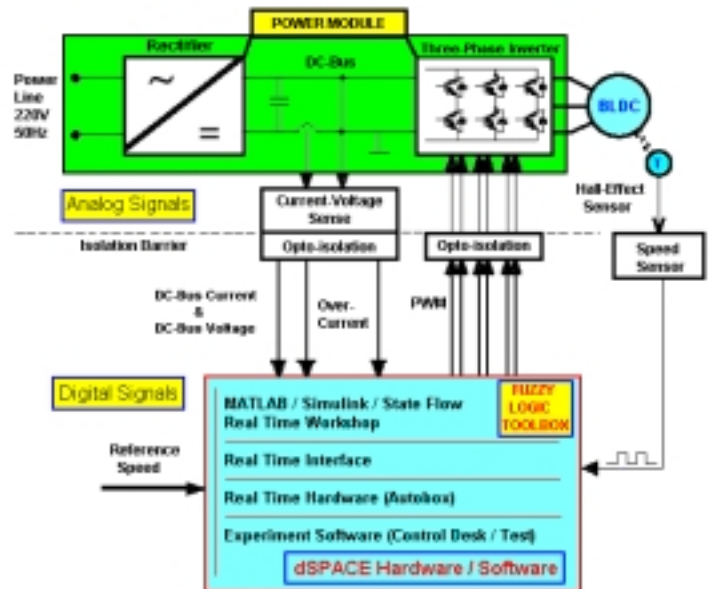 POWER MODULE
Rectifier
DC-Bus
Three-Phase Inverter
Power
Line
220V
50Hz
BLDC
T
Hall-Effect
Sensor
Analog Signals
Current-Voltage
Sense
Isolation Barrier
Opto-isolation
Opto-isolation
Speed
Sensor
DC-Bus Current
&
DC-Bus Voltage
Over-
Current
PWM
Digital Signals
MATLAB / Simulink / State Flow
Real Time Workshop
FUZZY
LOGIC
TOOLBOX
Reference
Speed
Real Time Interface
Real Time Hardware (Autobox)
Experiment Software (Control Desk / Test)
dSPACE Hardware / Software